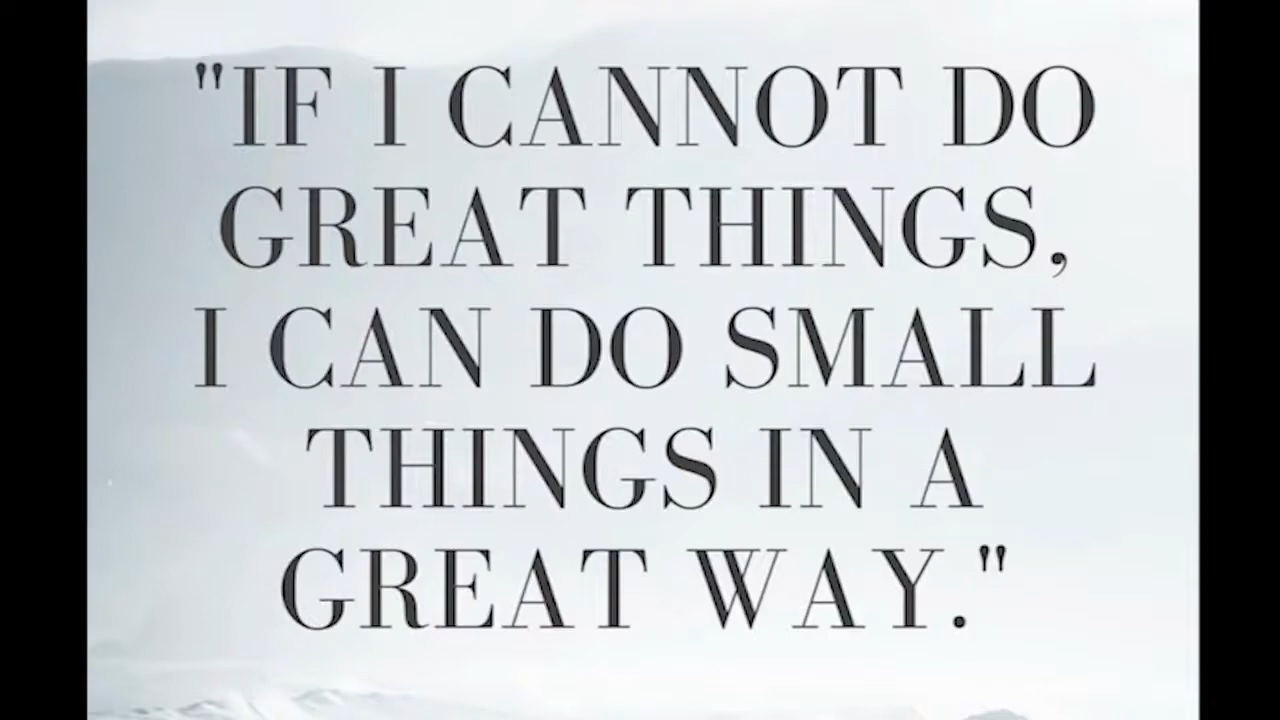 "IF I CANNOT DO
GREAT THINGS,
I CAN DO SMALL
THINGS IN A
GREAT WAY."